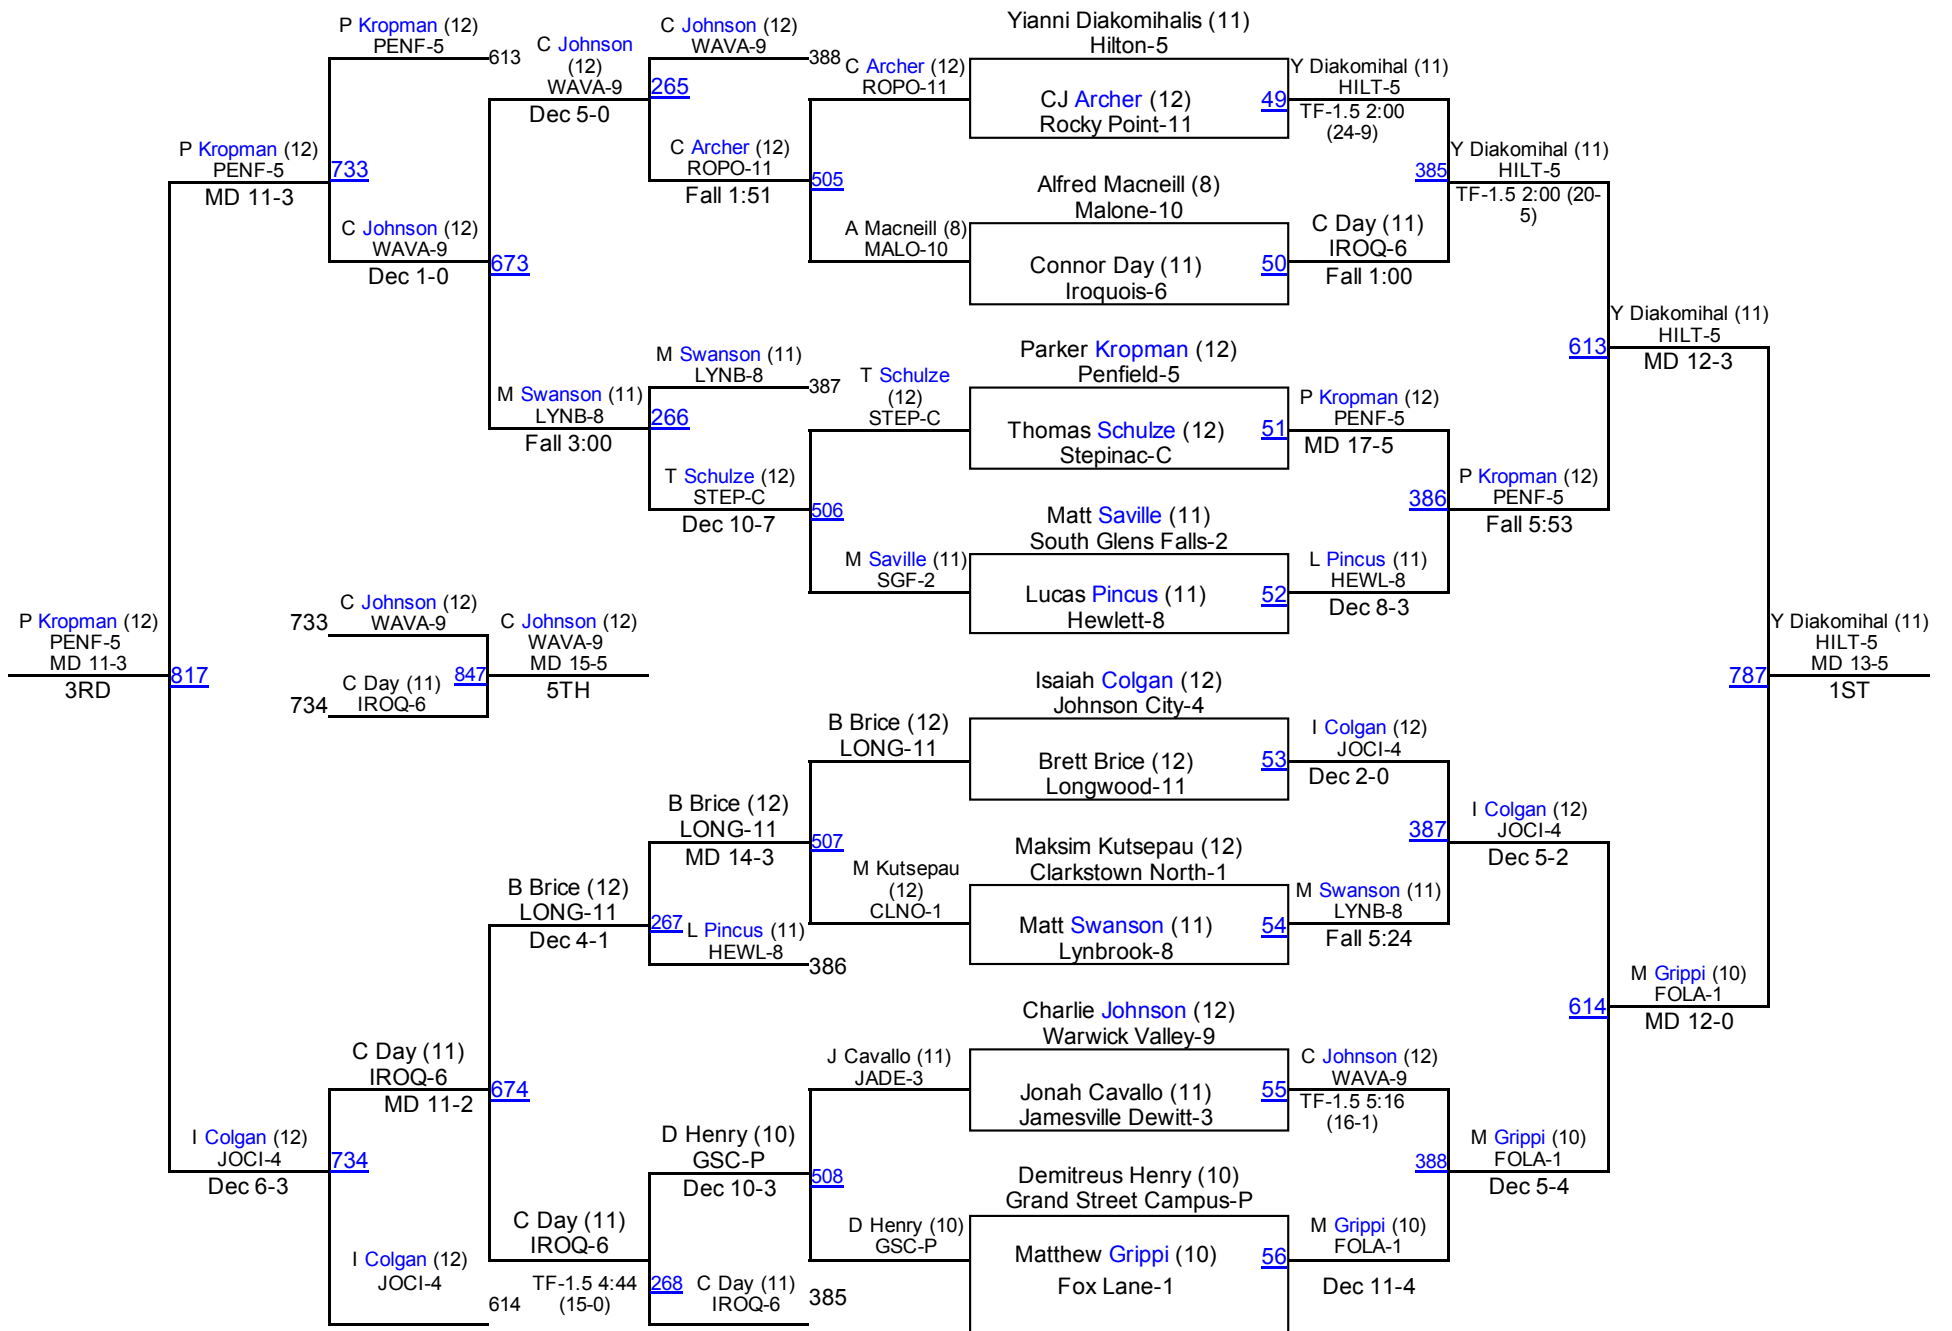 P Kropman (12)
PENF-5
613
C Johnson
(12)
WAVA-9
Dec 5-0
C Johnson (12)
WAVA-9
388
265
C Archer (12)
ROPO-11
Fall 1:51
P Kropman (12)
PENF-5
MD 11-3
733
C Johnson (12)
WAVA-9
Dec 1-0
673
M Swanson (11)
LYNB-8
387
M Swanson (11)
LYNB-8
Fall 3:00
266
T Schulze (12)
STEP-C
Dec 10-7
C Archer (12)
ROPO-11
505
A Macneill (8)
MALO-10
T Schulze
(12)
STEP-C
506
M Saville (11)
SGF-2
Yianni Diakomihalis (11)
Hilton-5
CJ Archer (12)
Rocky Point-11
49
Alfred Macneill (8)
Malone-10
Connor Day (11)
Iroquois-6
50
Parker Kropman (12)
Penfield-5
Thomas Schulze (12)
Stepinac-C
51
Matt Saville (11)
South Glens Falls-2
Lucas Pincus (11)
Hewlett-8
52
Y Diakomihal (11)
HILT-5
TF-1.5 2:00
(24-9)
385
C Day (11)
IROQ-6
Fall 1:00
Y Diakomihal (11)
HILT-5
TF-1.5 2:00 (20-
5)
P Kropman (12)
PENF-5
MD 17-5
386
L Pincus (11)
HEWL-8
Dec 8-3
P Kropman (12)
PENF-5
Fall 5:53
613
Y Diakomihal (11)
HILT-5
MD 12-3
P Kropman (12)
PENF-5
MD 11-3
3RD
817
733
C Johnson (12)
WAVA-9
734
C Day (11)
IROQ-6
847
C Johnson (12)
WAVA-9
MD 15-5
5TH
787
Y Diakomihal (11)
HILT-5
MD 13-5
1ST
Isaiah Colgan (12)
Johnson City-4
Brett Brice (12)
Longwood-11
53
Maksim Kutsepau (12)
Clarkstown North-1
Matt Swanson (11)
Lynbrook-8
54
Charlie Johnson (12)
Warwick Valley-9
Jonah Cavallo (11)
Jamesville Dewitt-3
55
Demitreus Henry (10)
Grand Street Campus-P
Matthew Grippi (10)
Fox Lane-1
56
B Brice (12)
LONG-11
507
M Kutsepau
(12)
CLNO-1
B Brice (12)
LONG-11
MD 14-3
267
L Pincus (11)
HEWL-8
386
B Brice (12)
LONG-11
Dec 4-1
C Day (11)
IROQ-6
MD 11-2
674
J Cavallo (11)
JADE-3
508
D Henry (10)
GSC-P
D Henry (10)
GSC-P
Dec 10-3
C Day (11)
IROQ-6
TF-1.5 4:44
(15-0)
268
C Day (11)
IROQ-6
385
I Colgan (12)
JOCI-4
Dec 6-3
734
I Colgan (12)
JOCI-4
614
I Colgan (12)
JOCI-4
Dec 2-0
387
M Swanson (11)
LYNB-8
Fall 5:24
I Colgan (12)
JOCI-4
Dec 5-2
614
M Grippi (10)
FOLA-1
MD 12-0
C Johnson (12)
WAVA-9
TF-1.5 5:16
(16-1)
388
M Grippi (10)
FOLA-1
Dec 11-4
M Grippi (10)
FOLA-1
Dec 5-4